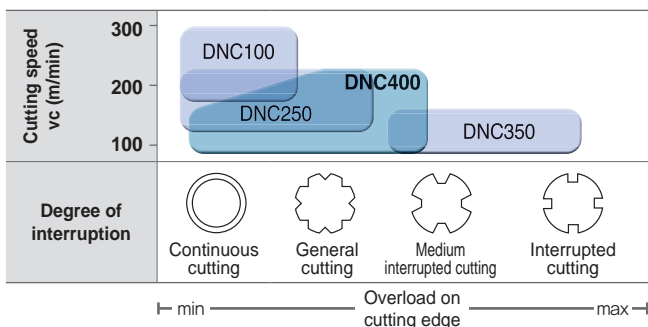 Cutting speed
vc (m/min)
300
200
100
DNC100
DNC400
DNC250
DNC350
Degree of
interruption
Continuous
cutting
General
cutting
Medium
interrupted cutting
Interrupted
cutting
min
Overload on
cutting edge
max